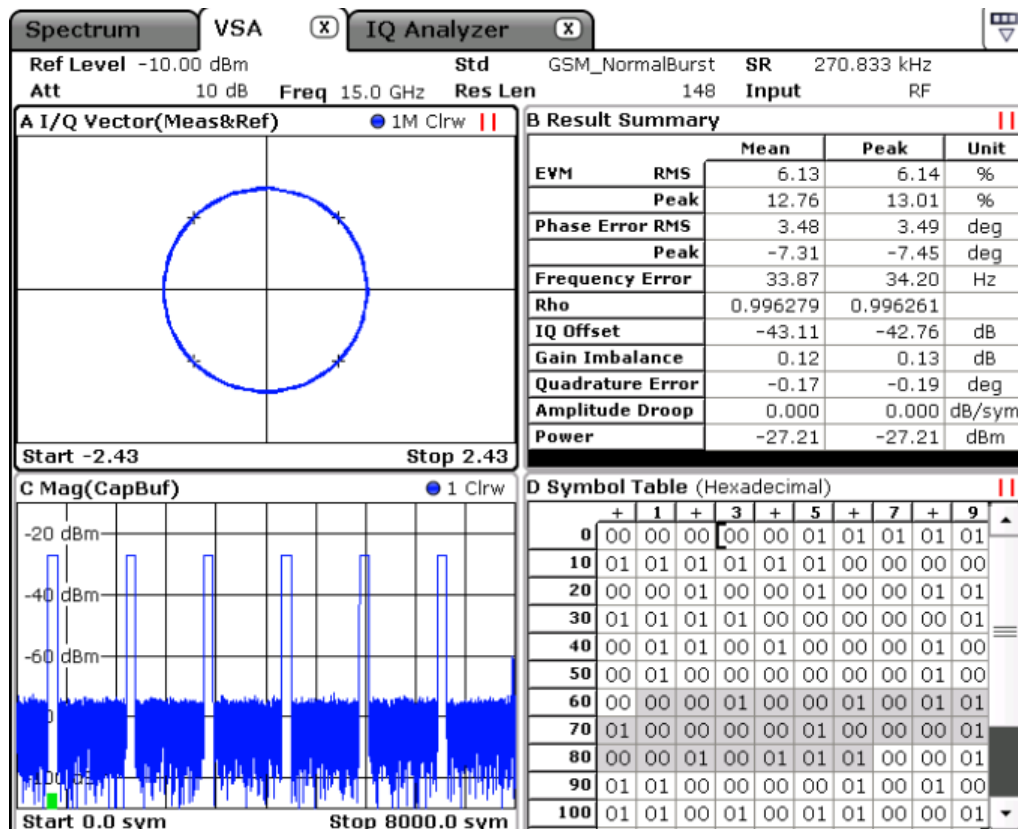 Spectrum VSA X IQ Analyzer X
Ref Level -10.00 dBm Std GSM_NormalBurst SR 270.833 kHz
Att 10 dB Freq 15.0 GHz Res Len 148 Input RF
A I/Q Vector(Meas&Ref) 1M Clrw
Start -2.43 Stop 2.43
B Result Summary
Mean Peak Unit
EVM RMS 6.13 6.14 %
Peak 12.76 13.01 %
Phase Error RMS 3.48 3.49 deg
Peak -7.31 -7.45 deg
Frequency Error 33.87 34.20 Hz
Rho 0.996279 0.996261
IQ Offset -43.11 -42.76 dB
Gain Imbalance 0.12 0.13 dB
Quadrature Error -0.17 -0.19 deg
Amplitude Droop 0.000 0.000 dB/sym
Power -27.21 -27.21 dBm
C Mag(CapBuf) 1 Clrw
-20 dBm
-40 dBm
-60 dBm
Start 0.0 sym Stop 8000.0 sym
D Symbol Table (Hexadecimal)
+ 1 + 3 + 5 + 7 + 9
0 00 00 00 00 00 01 01 01 01 01
10 01 01 01 01 01 01 00 00 00 00
20 00 00 01 00 00 01 00 00 01 01
30 01 01 01 01 00 00 00 00 00 01
40 00 01 01 00 01 00 00 00 01 00
50 00 01 00 00 00 00 00 00 01 00
60 00 00 00 01 00 00 01 00 01 01
70 01 00 00 00 00 01 00 00 00 01
80 00 00 01 00 01 01 01 00 00 01
90 01 01 00 00 00 00 01 00 01 00
100 01 01 00 01 00 01 01 00 00 01